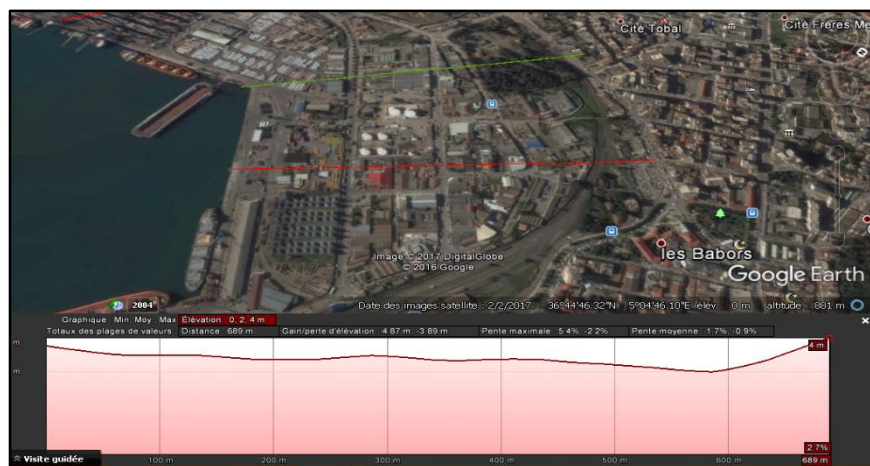 Cité Tobal
Cité Frères Me
les Babors
Image © 2017 DigitalGlobe
© 2016 Google
Google Earth
2004
Date des images satellite : 2/2/2017 36°44'46.32"N 5°04'46.10"E élév. 0 m altitude 881 m
Graphique Min. Moy. Max Élévation 0, 2, 4 m
Totaux des plages de valeurs Distance 689 m Gain/perte d'élévation 4.87 m -3.89 m Pente maximale 5.4%, -2.2% Pente moyenne 1.7%, -0.9%
m
4 m
m
2.7%
Visite guidée 100 m 200 m 300 m 400 m 500 m 600 m 689 m